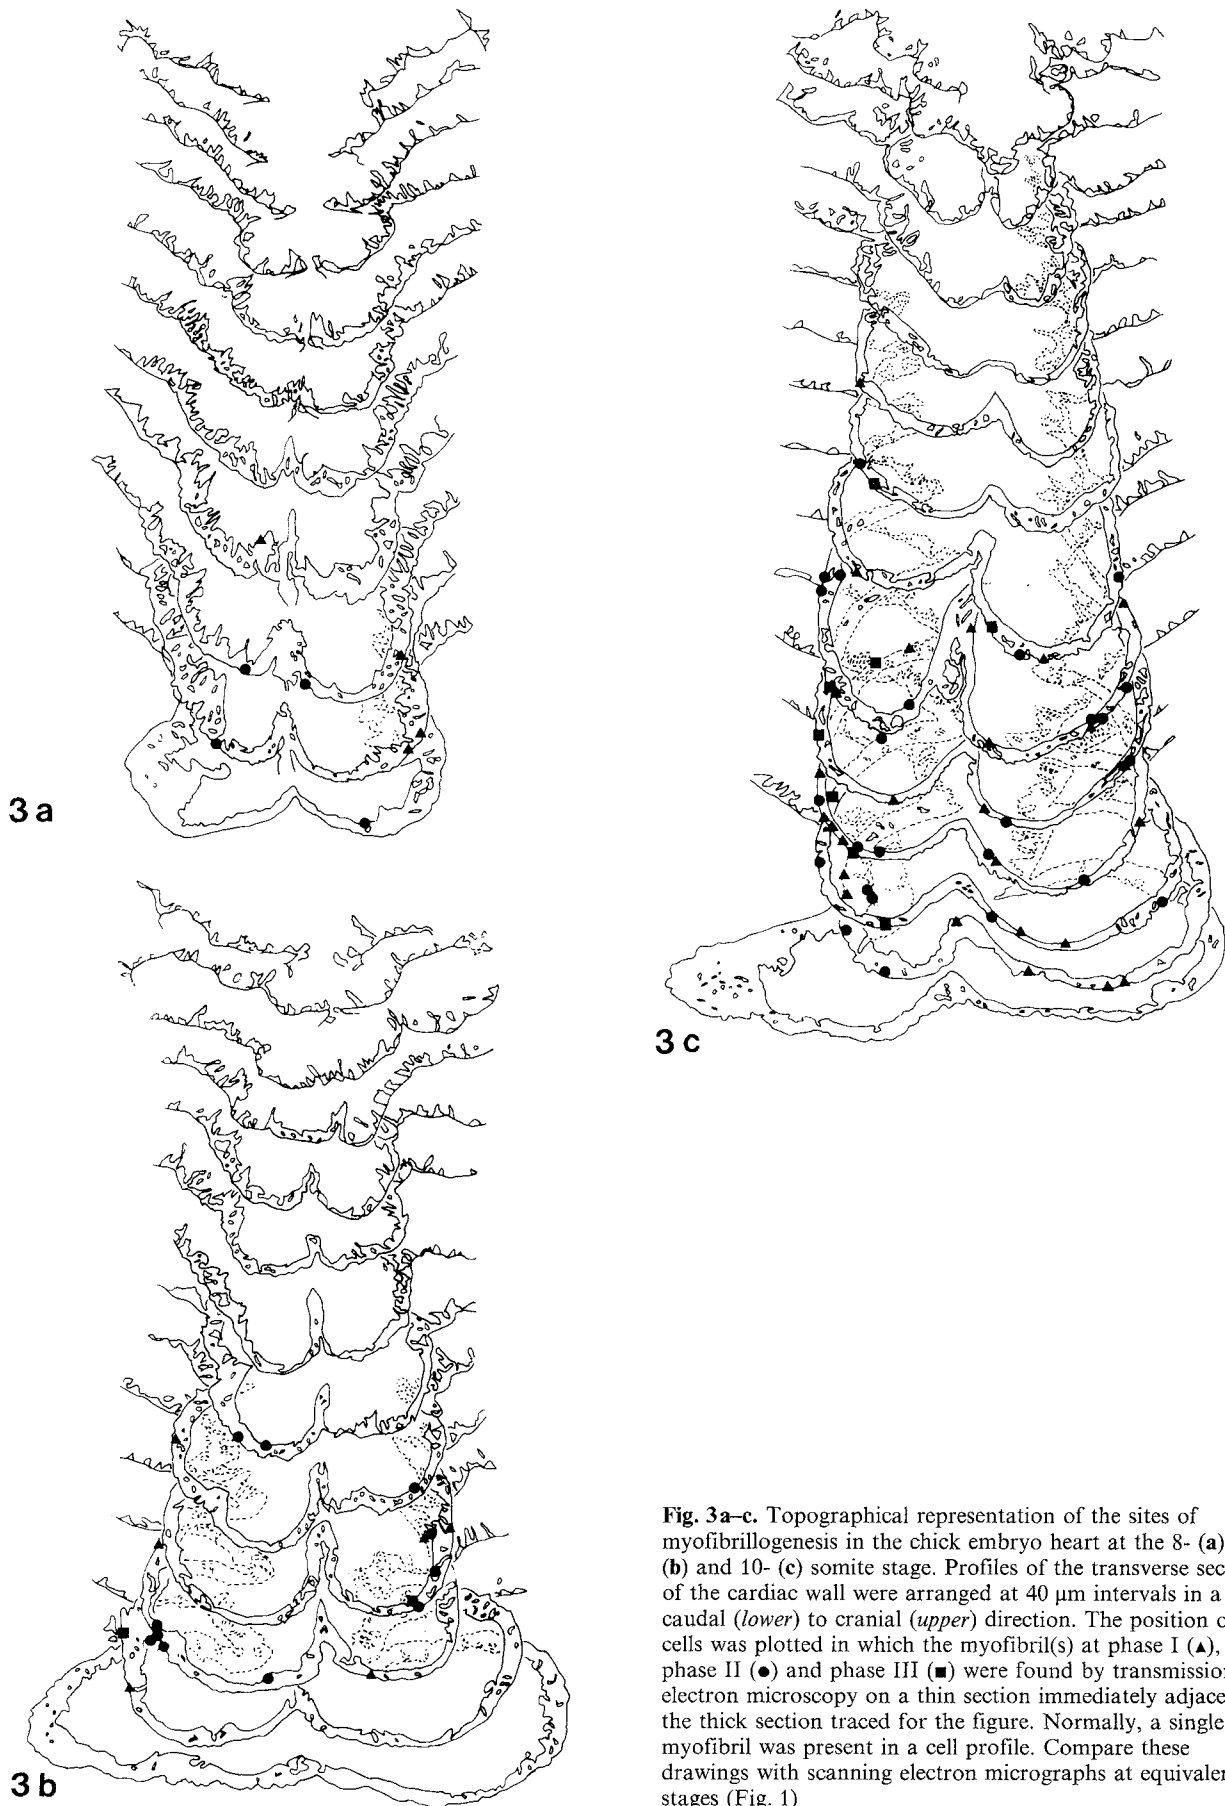 3a
3c
3b
Fig. 3a–c. Topographical representation of the sites of
myofibrillogenesis in the chick embryo heart at the 8- (a)
(b) and 10- (c) somite stage. Profiles of the transverse
of the cardiac wall were arranged at 40 μm intervals in a
caudal (lower) to cranial (upper) direction. The position
cells was plotted in which the myofibril(s) at phase I (▲),
phase II (●) and phase III (■) were found by transmission
electron microscopy on a thin section immediately
the thick section traced for the figure. Normally, a single
myofibril was present in a cell profile. Compare these
drawings with scanning electron micrographs at
stages (Fig. 1)